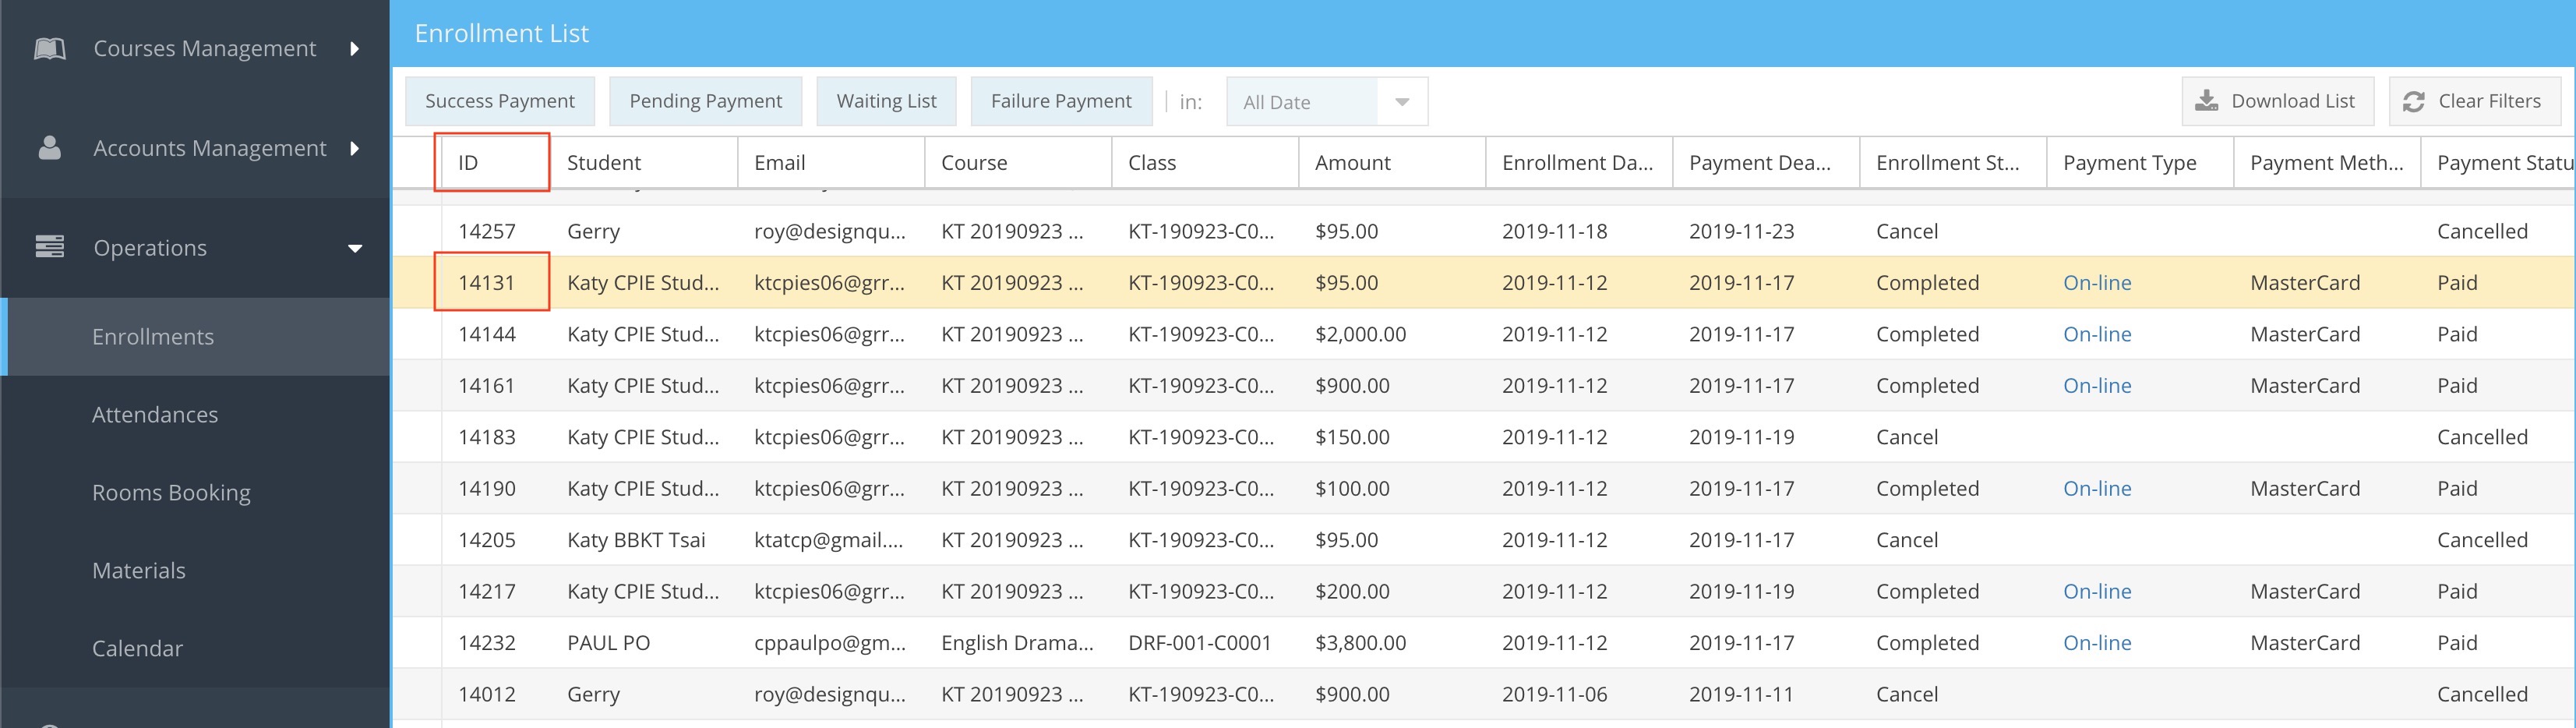 Courses Management
Accounts Management
Operations
Enrollments
Attendances
Rooms Booking
Materials
Calendar
Enrollment List
Success Payment Pending Payment Waiting List Failure Payment | in: All Date Download List Clear Filters
ID Student Email Course Class Amount Enrollment Da... Payment Dea... Enrollment St... Payment Type Payment Meth... Payment Statu
14257 Gerry roy@designqu... KT 20190923 ... KT-190923-C0... $95.00 2019-11-18 2019-11-23 Cancel Cancelled
14131 Katy CPIE Stud... ktcpies06@grr... KT 20190923 ... KT-190923-C0... $95.00 2019-11-12 2019-11-17 Completed On-line MasterCard Paid
14144 Katy CPIE Stud... ktcpies06@grr... KT 20190923 ... KT-190923-C0... $2,000.00 2019-11-12 2019-11-17 Completed On-line MasterCard Paid
14161 Katy CPIE Stud... ktcpies06@grr... KT 20190923 ... KT-190923-C0... $900.00 2019-11-12 2019-11-17 Completed On-line MasterCard Paid
14183 Katy CPIE Stud... ktcpies06@grr... KT 20190923 ... KT-190923-C0... $150.00 2019-11-12 2019-11-19 Cancel Cancelled
14190 Katy CPIE Stud... ktcpies06@grr... KT 20190923 ... KT-190923-C0... $100.00 2019-11-12 2019-11-17 Completed On-line MasterCard Paid
14205 Katy BBKT Tsai ktatcp@gmail.... KT 20190923 ... KT-190923-C0... $95.00 2019-11-12 2019-11-17 Cancel Cancelled
14217 Katy CPIE Stud... ktcpies06@grr... KT 20190923 ... KT-190923-C0... $200.00 2019-11-12 2019-11-19 Completed On-line MasterCard Paid
14232 PAUL PO cppaulpo@gm... English Drama... DRF-001-C0001 $3,800.00 2019-11-12 2019-11-17 Completed On-line MasterCard Paid
14012 Gerry roy@designqu... KT 20190923 ... KT-190923-C0... $900.00 2019-11-06 2019-11-11 Cancel Cancelled